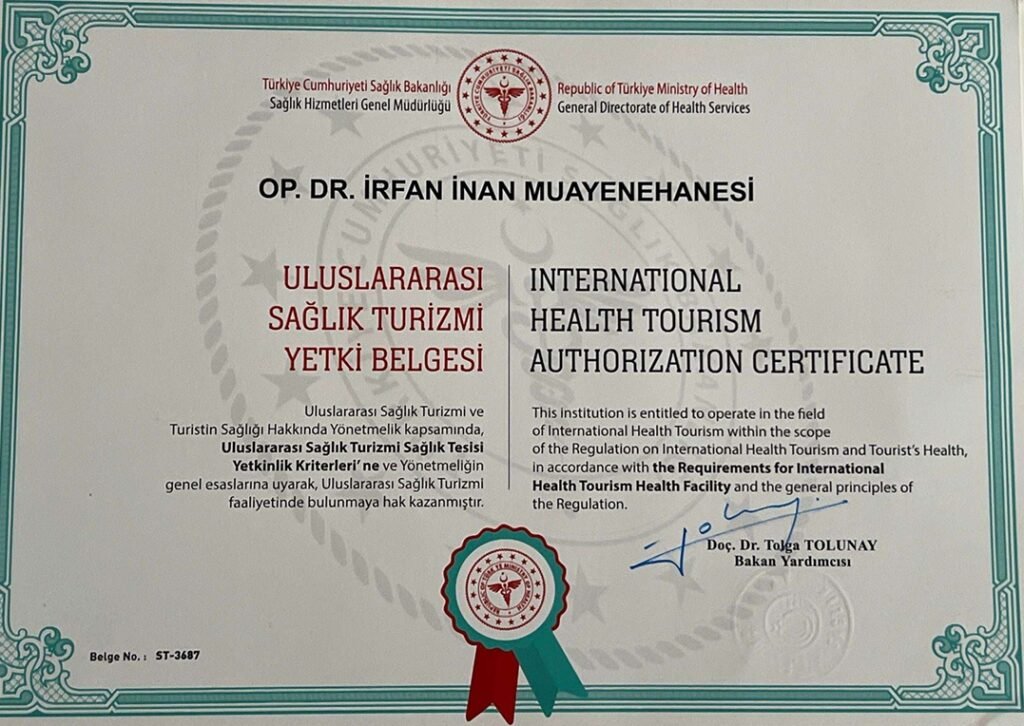 Türkiye Cumhuriyeti Sağlık Bakanlığı
Sağlık Hizmetleri Genel Müdürlüğü
Republic of Türkiye Ministry of Health
General Directorate of Health Services
OP. DR. İRFAN İNAN MUAYENEHANESİ
ULUSLARARASI
SAĞLIK TURİZMİ
YETKİ BELGESİ
INTERNATIONAL
HEALTH TOURISM
AUTHORIZATION CERTIFICATE
Uluslararası Sağlık Turizmi ve
Turistin Sağlığı Hakkında Yönetmelik kapsamında,
Uluslararası Sağlık Turizmi Sağlık Tesisi
Yetkinlik Kriterleri' ne ve Yönetmeliğin
genel esaslarına uyarak, Uluslararası Sağlık Turizmi
faaliyetinde bulunmaya hak kazanmıştır.
This institution is entitled to operate in the field
of International Health Tourism within the scope
of the Regulation on International Health Tourism and Tourist's Health,
in accordance with the Requirements for International
Health Tourism Health Facility and the general principles of
the Regulation.
Doç. Dr. Tolga TOLUNAY
Bakan Yardımcısı
Belge No. : ST-3687